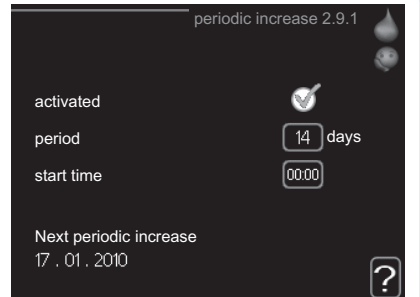 periodic increase 2.9.1
activated
period 14 days
start time 00:00
Next periodic increase
17 . 01 . 2010
?